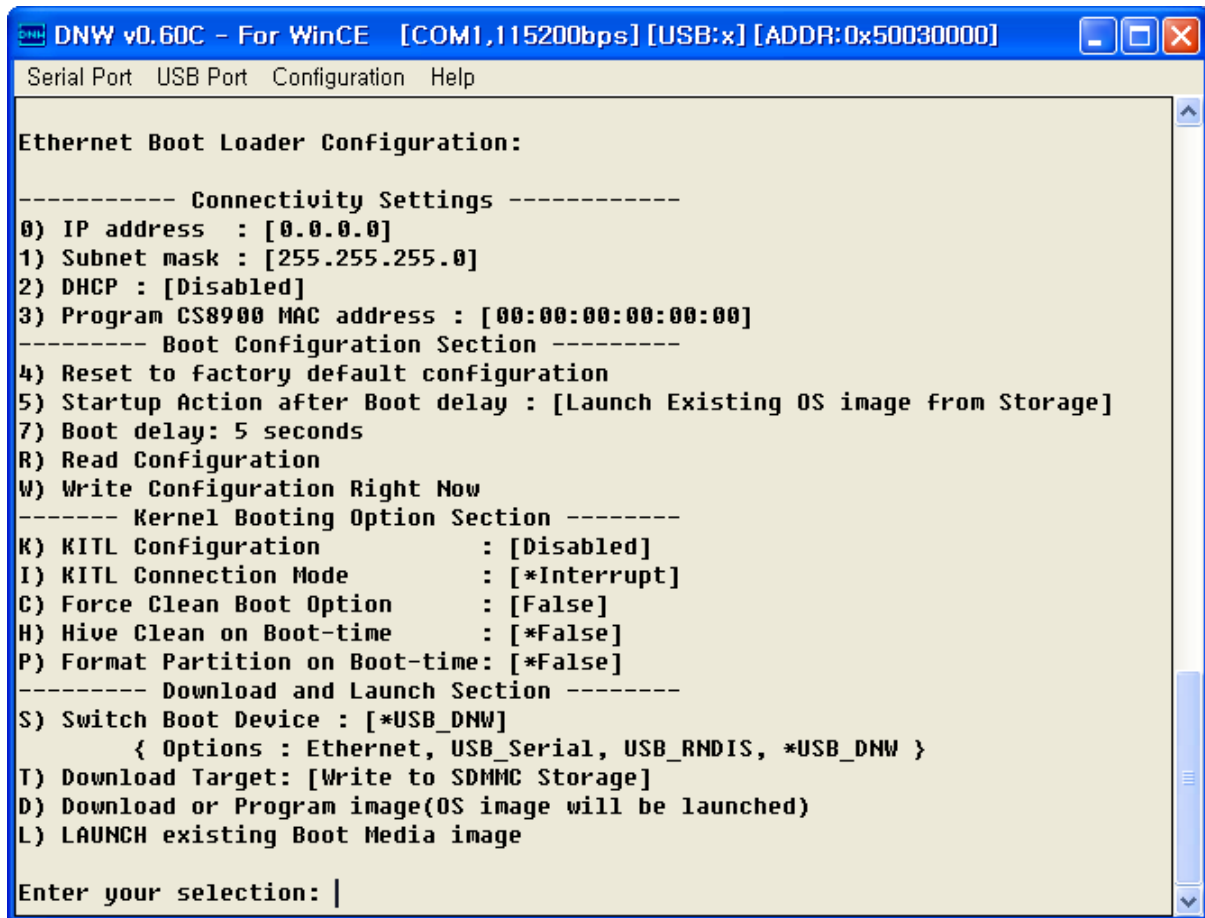 DNW v0.60C - For WinCE [COM1,115200bps][USB:x][ADDR:0x50030000]
Serial Port USB Port Configuration Help
Ethernet Boot Loader Configuration:
----------- Connectivity Settings ------------
0) IP address  : [0.0.0.0]
1) Subnet mask : [255.255.255.0]
2) DHCP : [Disabled]
3) Program CS8900 MAC address : [00:00:00:00:00:00]
--------- Boot Configuration Section ---------
4) Reset to factory default configuration
5) Startup Action after Boot delay : [Launch Existing OS image from Storage]
7) Boot delay: 5 seconds
R) Read Configuration
W) Write Configuration Right Now
------- Kernel Booting Option Section --------
K) KITL Configuration          : [Disabled]
I) KITL Connection Mode        : [*Interrupt]
C) Force Clean Boot Option     : [False]
H) Hive Clean on Boot-time     : [*False]
P) Format Partition on Boot-time: [*False]
--------- Download and Launch Section --------
S) Switch Boot Device : [*USB_DNW]
{ Options : Ethernet, USB_Serial, USB_RNDIS, *USB_DNW }
T) Download Target: [Write to SDMMC Storage]
D) Download or Program image(OS image will be launched)
L) LAUNCH existing Boot Media image
Enter your selection: